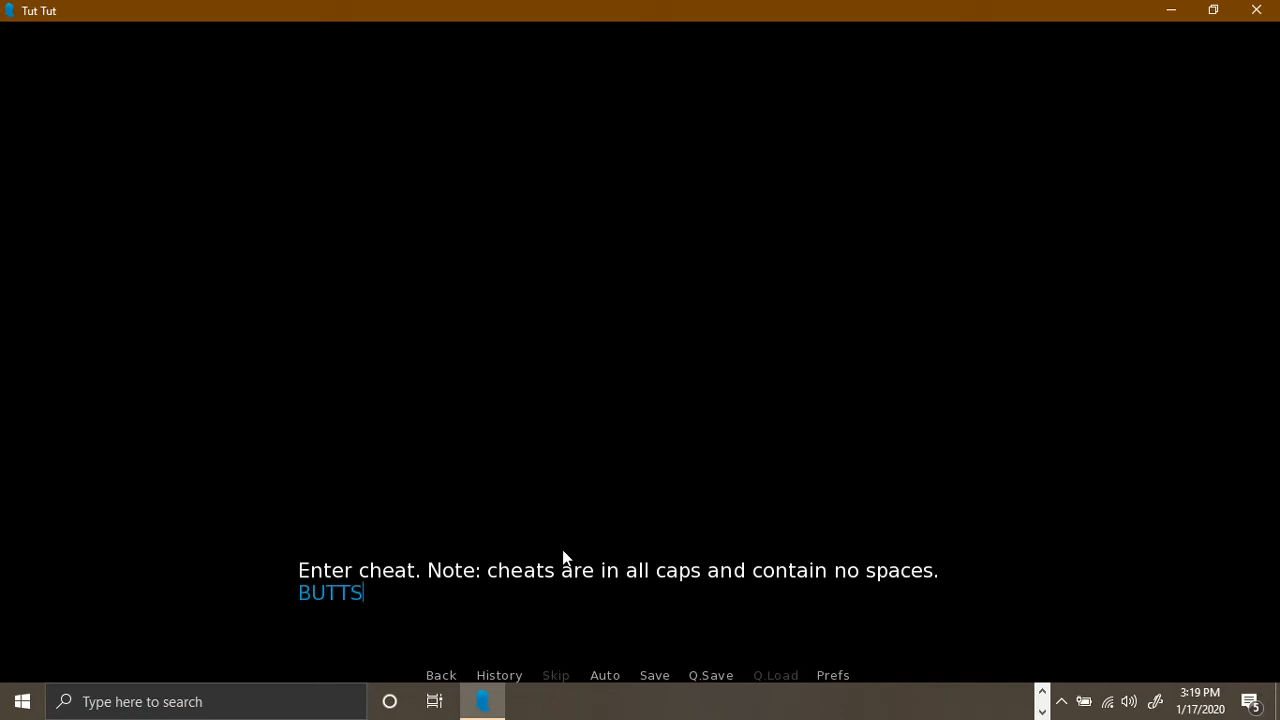 Tut Tut
Enter cheat. Note: cheats are in all caps and contain no spaces.
BUTTS
Back History Skip Auto Save Q.Save Q.Load Prefs
Type here to search
3:19 PM
1/17/2020
5